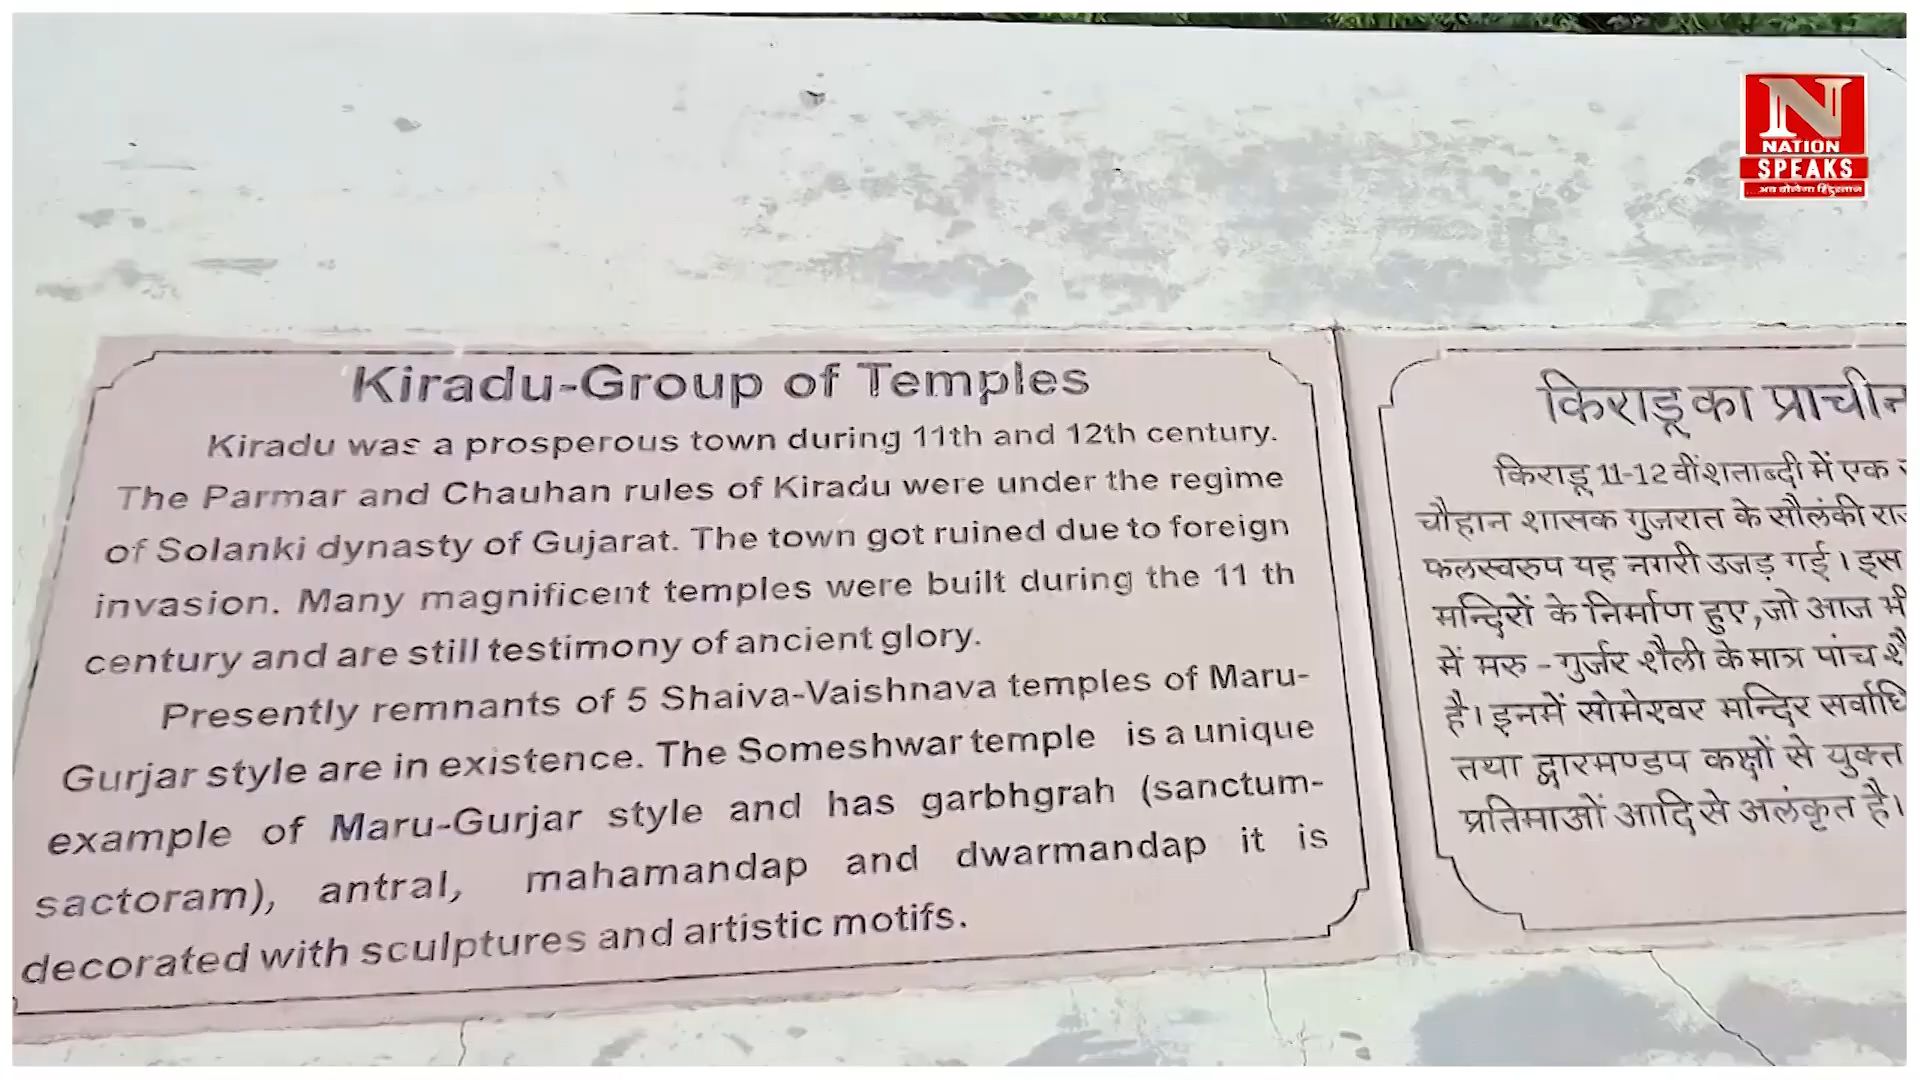 NATION
SPEAKS
Kiradu-Group of Temples
Kiradu was a prosperous town during 11th and 12th century.
The Parmar and Chauhan rules of Kiradu were under the regime
of Solanki dynasty of Gujarat. The town got ruined due to foreign
invasion. Many magnificent temples were built during the 11 th
century and are still testimony of ancient glory.
Presently remnants of 5 Shaiva-Vaishnava temples of Maru-
Gurjar style are in existence. The Someshwar temple is a unique
example of Maru-Gurjar style and has garbhgrah (sanctum-
sactoram), antral, mahamandap and dwarmandap it is
decorated with sculptures and artistic motifs.
किराडू का प्राचीन
किराडू 11-12 वीं शताब्दी में एक
चौहान शासक गुजरात के सौलंकी
फलस्वरुप यह नगरी उजड़ गई। इस
मन्दिरों के निर्माण हुए, जो आज भी
में मरु - गुर्जर शैली के मात्र पांच
है। इनमें सोमेश्वर मन्दिर
तथा द्वारमण्डप कक्षों से युक्त
प्रतिमाओं आदि से अलंकृत है।